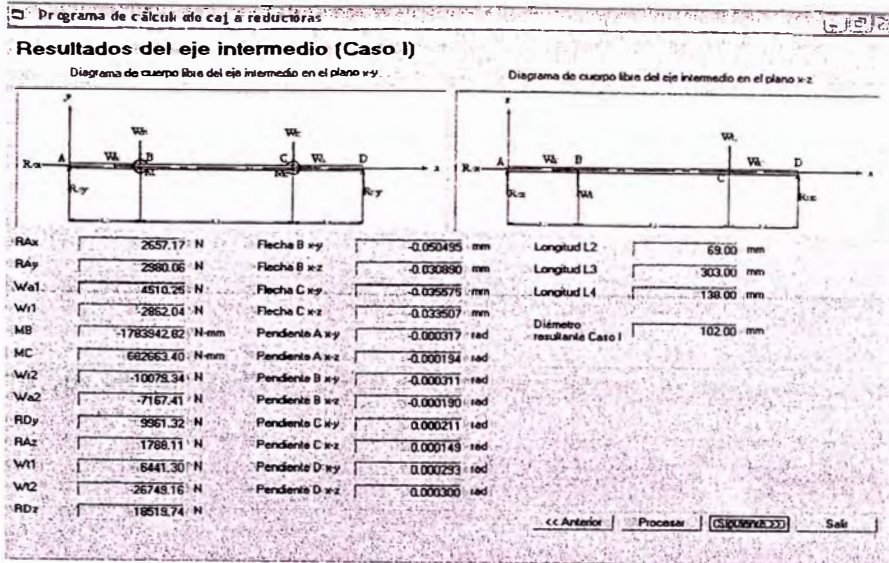 Programa de cálculo de caja reductoras
Resultados del eje intermedio (Caso I)
Diagrama de cuerpo libre del eje intermedio en el plano x-y
Diagrama de cuerpo libre del eje intermedio en el plano x-z
A B C D x
A B C D x
RAx 2657.17 N Flecha B x-y -0.050495 mm Longitud L2 69.00 mm
RAy 2980.06 N Flecha B x-z -0.030890 mm Longitud L3 303.00 mm
Wa1 4510.25 N Flecha C x-y -0.035575 mm Longitud L4 138.00 mm
Wr1 -2862.04 N Flecha C x-z -0.033507 mm
MB -1783942.82 N-mm Pendiente A x-y -0.000317 rad Diámetro resultante Caso I 102.00 mm
MC 662663.40 N-mm Pendiente A x-z -0.000194 rad
Wr2 -10079.34 N Pendiente B x-y -0.000311 rad
Wa2 -7167.41 N Pendiente B x-z -0.000190 rad
RDy 9961.32 N Pendiente C x-y 0.000211 rad
RAz 1788.11 N Pendiente C x-z 0.000149 rad
Wt1 6441.30 N Pendiente D x-y 0.000293 rad
Wt2 -26749.16 N Pendiente D x-z 0.000300 rad
RDz 18519.74 N
<< Anterior Procesar Siguiente >> Salir